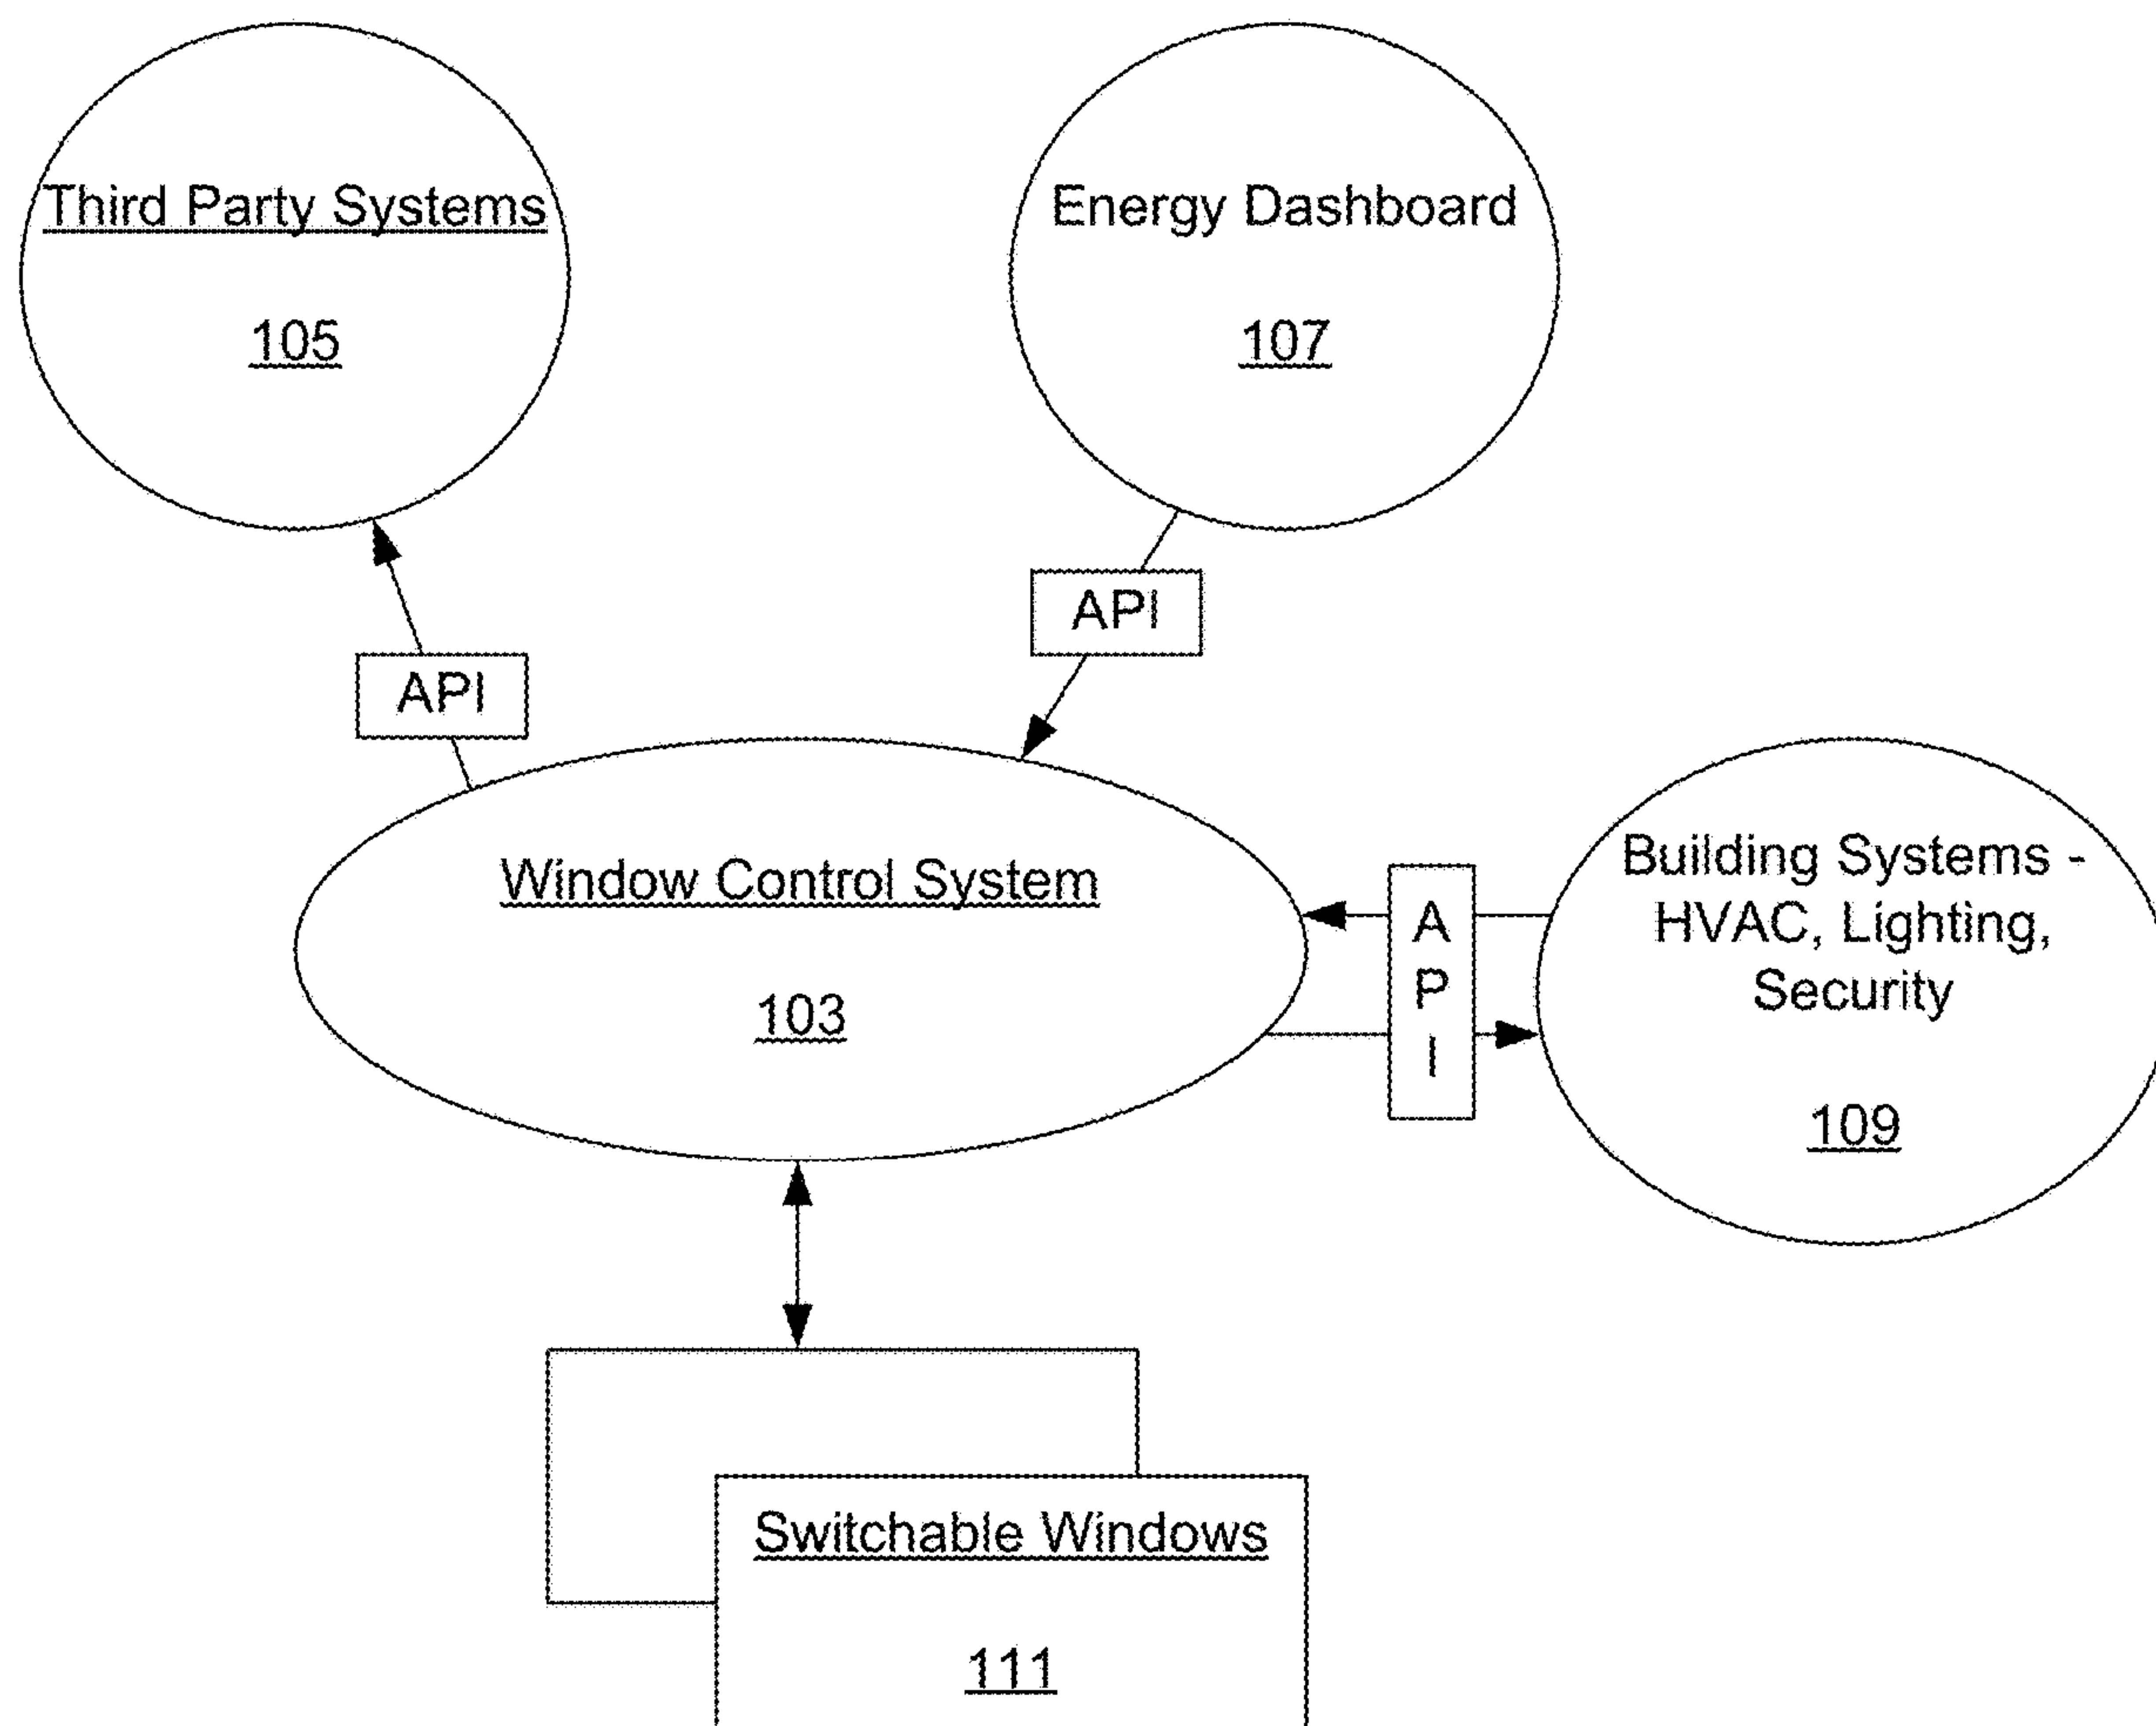 Third Party Systems
105
Energy Dashboard
107
API
API
Window Control System
103
A
P
I
Building Systems -
HVAC, Lighting,
Security
109
Switchable Windows
111